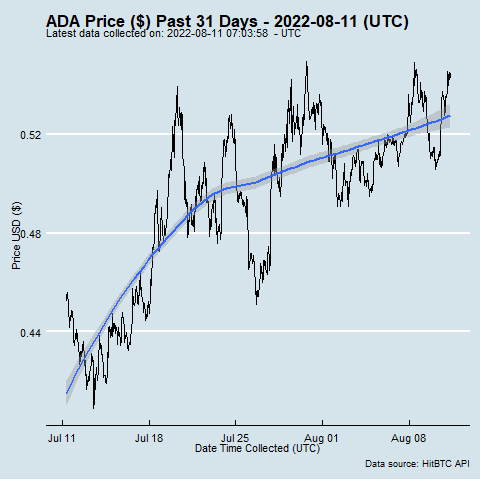 ADA Price ($) Past 31 Days - 2022-08-11 (UTC)
Latest data collected on: 2022-08-11 07:03:58 - UTC
0.52
0.48
0.44
Price USD ($)
Jul 11 Jul 18 Jul 25 Aug 01 Aug 08
Date Time Collected (UTC)
Data source: HitBTC API